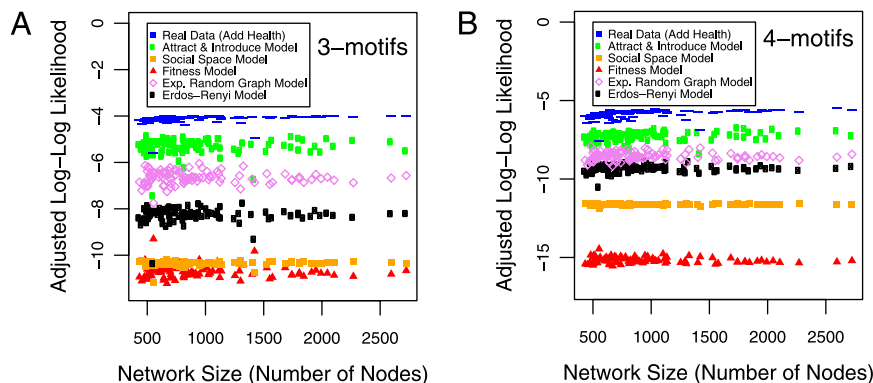 A
3−motifs
Real Data (Add Health)
Attract & Introduce Model
Social Space Model
Fitness Model
Exp. Random Graph Model
Erdos−Renyi Model
Adjusted Log−Log Likelihood
0
−2
−4
−6
−8
−10
500
1000
1500
2000
2500
Network Size (Number of Nodes)
B
4−motifs
Real Data (Add Health)
Attract & Introduce Model
Social Space Model
Fitness Model
Exp. Random Graph Model
Erdos−Renyi Model
Adjusted Log−Log Likelihood
0
−5
−10
−15
500
1000
1500
2000
2500
Network Size (Number of Nodes)